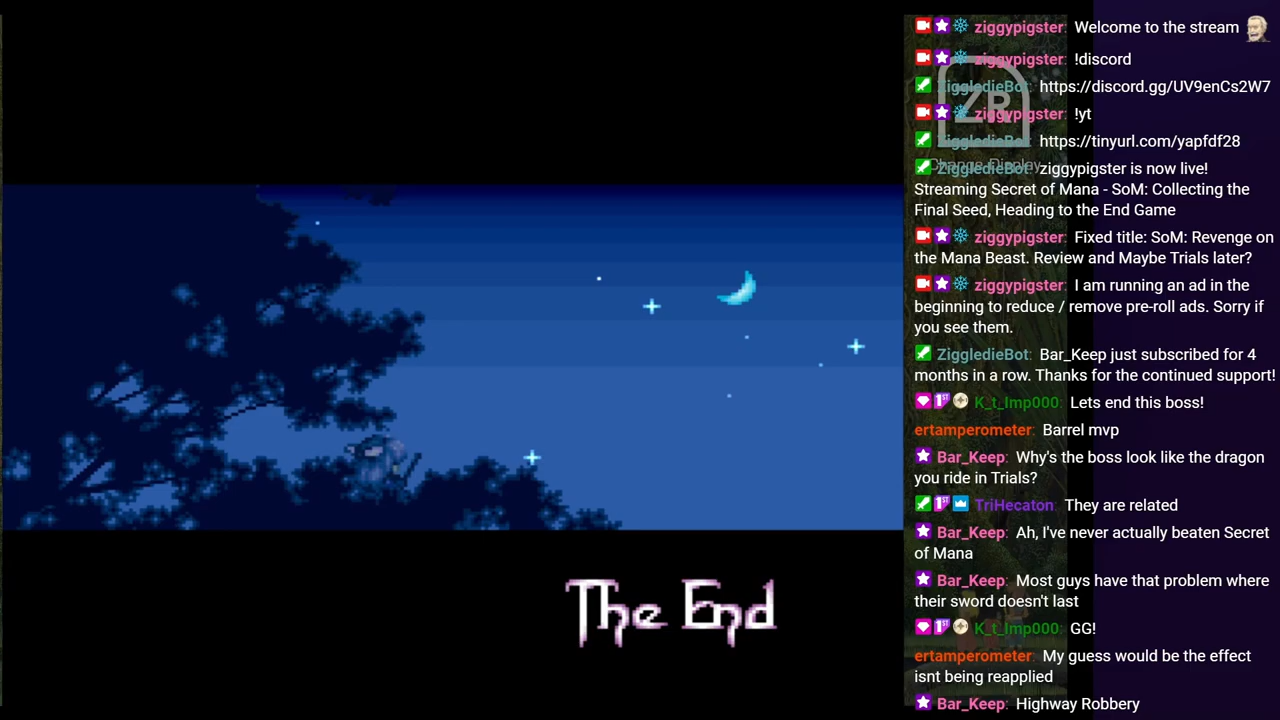 ziggypigster: Welcome to the stream
ziggypigster: !discord
ZiggledieBot: https://discord.gg/UV9enCs2W7
ZR
ziggypigster: !yt
ZiggledieBot: https://tinyurl.com/yapfdf28
Change Display
ZiggledieBot: ziggypigster is now live!
Streaming Secret of Mana - SoM: Collecting the
Final Seed, Heading to the End Game
ziggypigster: Fixed title: SoM: Revenge on
the Mana Beast. Review and Maybe Trials later?
ziggypigster: I am running an ad in the
beginning to reduce / remove pre-roll ads. Sorry if
you see them.
ZiggledieBot: Bar_Keep just subscribed for 4
months in a row. Thanks for the continued support!
K_t_Imp000: Lets end this boss!
ertamperometer: Barrel mvp
Bar_Keep: Why's the boss look like the dragon
you ride in Trials?
TriHecaton: They are related
Bar_Keep: Ah, I've never actually beaten Secret
of Mana
Bar_Keep: Most guys have that problem where
their sword doesn't last
K_t_Imp000: GG!
ertamperometer: My guess would be the effect
isnt being reapplied
Bar_Keep: Highway Robbery
The End